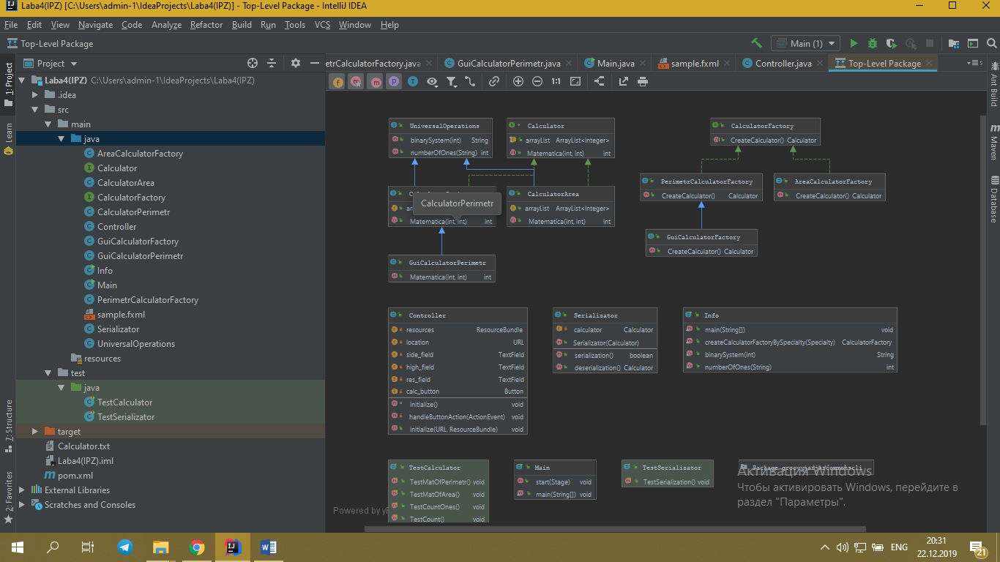 Laba4(IPZ) [C:\Users\admin-1\IdeaProjects\Laba4(IPZ)] - Top-Level Package - IntelliJ IDEA
File Edit View Navigate Code Analyze Refactor Build Run Tools VCS Window Help
Top-Level Package
Main (1)
Project
etrCalculatorFactory.java
GuiCalculatorPerimetr.java
Main.java
sample.fxml
Controller.java
Top-Level Package
5
1: Project
Learn
7: Structure
2: Favorites
Laba4(IPZ) C:\Users\admin-1\IdeaProjects\Laba4(IPZ)
.idea
src
main
java
AreaCalculatorFactory
Calculator
CalculatorArea
CalculatorFactory
CalculatorPerimetr
Controller
GuiCalculatorFactory
GuiCalculatorPerimetr
Info
Main
PerimetrCalculatorFactory
sample.fxml
Serializator
UniversalOperations
resources
test
java
TestCalculator
TestSerializator
target
Calculator.txt
Laba4(IPZ).iml
pom.xml
External Libraries
Scratches and Consoles
1:1
UniversalOperations
binarySystem(int) String
numberOfOnes(String) int
Calculator
arrayList ArrayList<Integer>
Matematica(int, int) int
CalculatorFactory
CreateCalculator() Calculator
PerimetrCalculatorFactory
CreateCalculator() Calculator
AreaCalculatorFactory
CreateCalculator() Calculator
CalculatorPerimetr
Matematica(int, int) int
CalculatorArea
arrayList ArrayList<Integer>
Matematica(int, int) int
GuiCalculatorFactory
CreateCalculator() Calculator
GuiCalculatorPerimetr
Matematica(int, int) int
Controller
resources ResourceBundle
location URL
side_field TextField
high_field TextField
res_field TextField
calc_button Button
initialize() void
handleButtonAction(ActionEvent) void
initialize(URL, ResourceBundle) void
Serializator
calculator Calculator
Serializator(Calculator)
serialization() boolean
deserialization() Calculator
Info
main(String[]) void
createCalculatorFactoryBySpecialty(Specialty) CalculatorFactory
binarySystem(int) String
numberOfOnes(String) int
TestCalculator
TestMatOfPerimetr() void
TestMatOfArea() void
TestCountOnes() void
TestCount() void
Main
start(Stage) void
main(String[]) void
TestSerializator
TestSerialization() void
Package
Powered by
Активация Windows
Чтобы активировать Windows, перейдите в
раздел "Параметры".
Ant Build
Maven
Database
ENG
20:31
22.12.2019
21